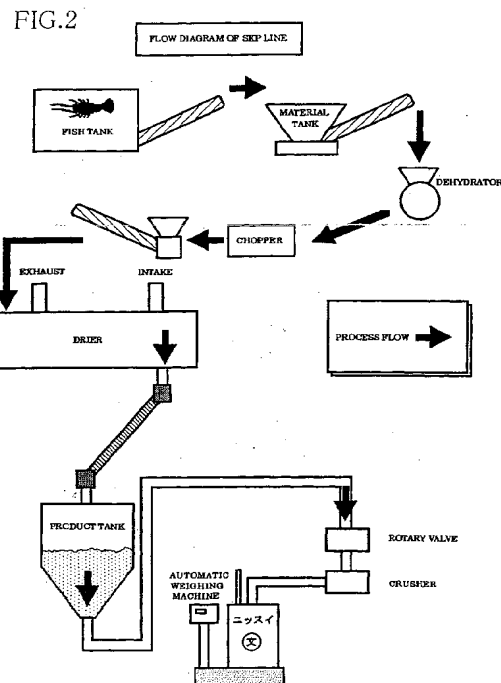 FIG.2
FLOW DIAGRAM OF SKP LINE
FISH TANK
MATERIAL
TANK
DEHYDRATOR
CHOPPER
EXHAUST
INTAKE
DRIER
PROCESS FLOW
PRODUCT TANK
ROTARY VALVE
AUTOMATIC
WEIGHING
MACHINE
CRUSHER
ニッスイ
文